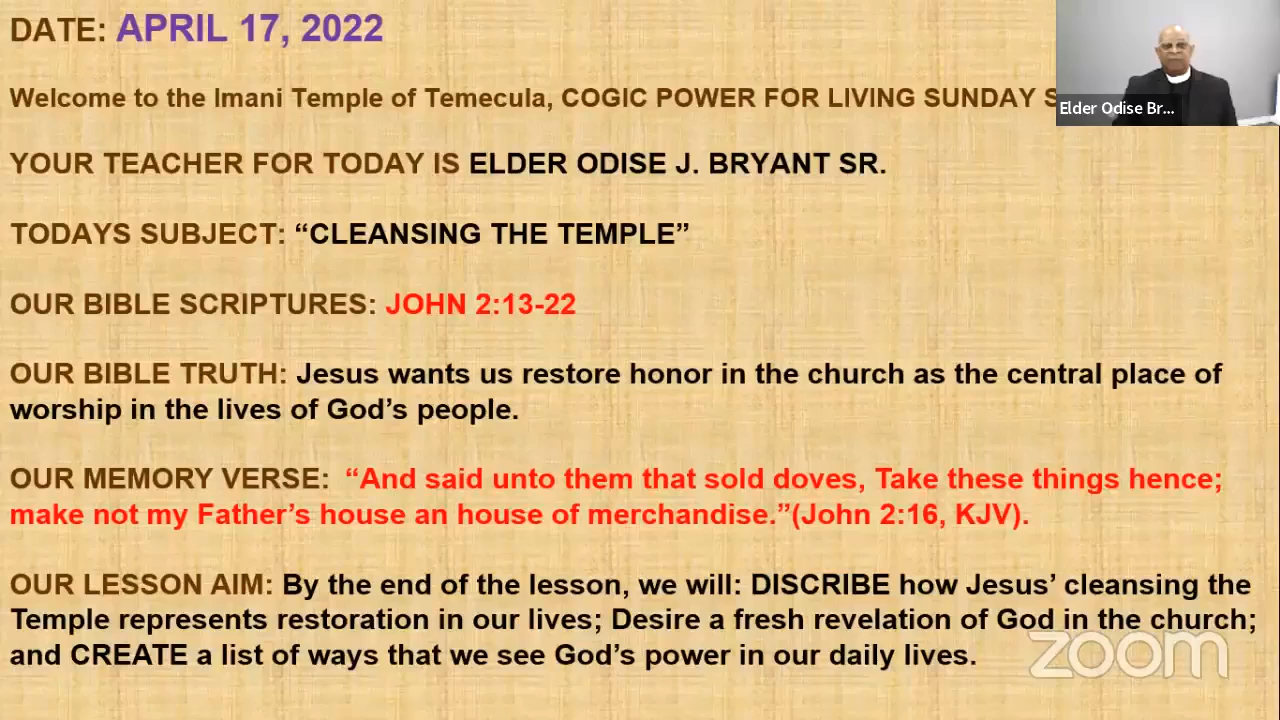 DATE: APRIL 17, 2022
Welcome to the Imani Temple of Temecula, COGIC POWER FOR LIVING SUNDAY S
Elder Odise Br...
YOUR TEACHER FOR TODAY IS ELDER ODISE J. BRYANT SR.
TODAYS SUBJECT: “CLEANSING THE TEMPLE”
OUR BIBLE SCRIPTURES: JOHN 2:13-22
OUR BIBLE TRUTH: Jesus wants us restore honor in the church as the central place of
worship in the lives of God’s people.
OUR MEMORY VERSE: “And said unto them that sold doves, Take these things hence;
make not my Father’s house an house of merchandise.”(John 2:16, KJV).
OUR LESSON AIM: By the end of the lesson, we will: DISCRIBE how Jesus’ cleansing the
Temple represents restoration in our lives; Desire a fresh revelation of God in the church;
and CREATE a list of ways that we see God’s power in our daily lives.
zoom